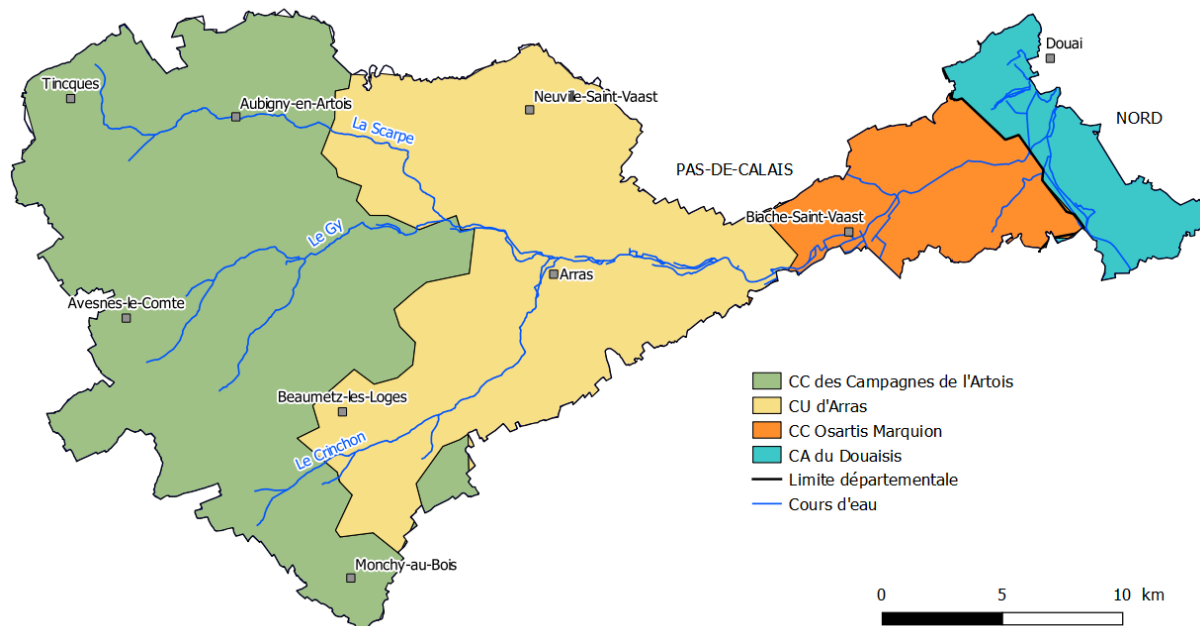 Douai
Tincques
Neuville-Saint-Vaast
Aubigny-en-Artois
NORD
La Scarpe
PAS-DE-CALAIS
Biache-Saint-Vaast
Le Gy
Arras
Avesnes-le-Comte
Beaumetz-les-Loges
Le Crinchon
Monchy-au-Bois
CC des Campagnes de l'Artois
CU d'Arras
CC Osartis Marquion
CA du Douaisis
Limite départementale
Cours d'eau
0 5 10 km